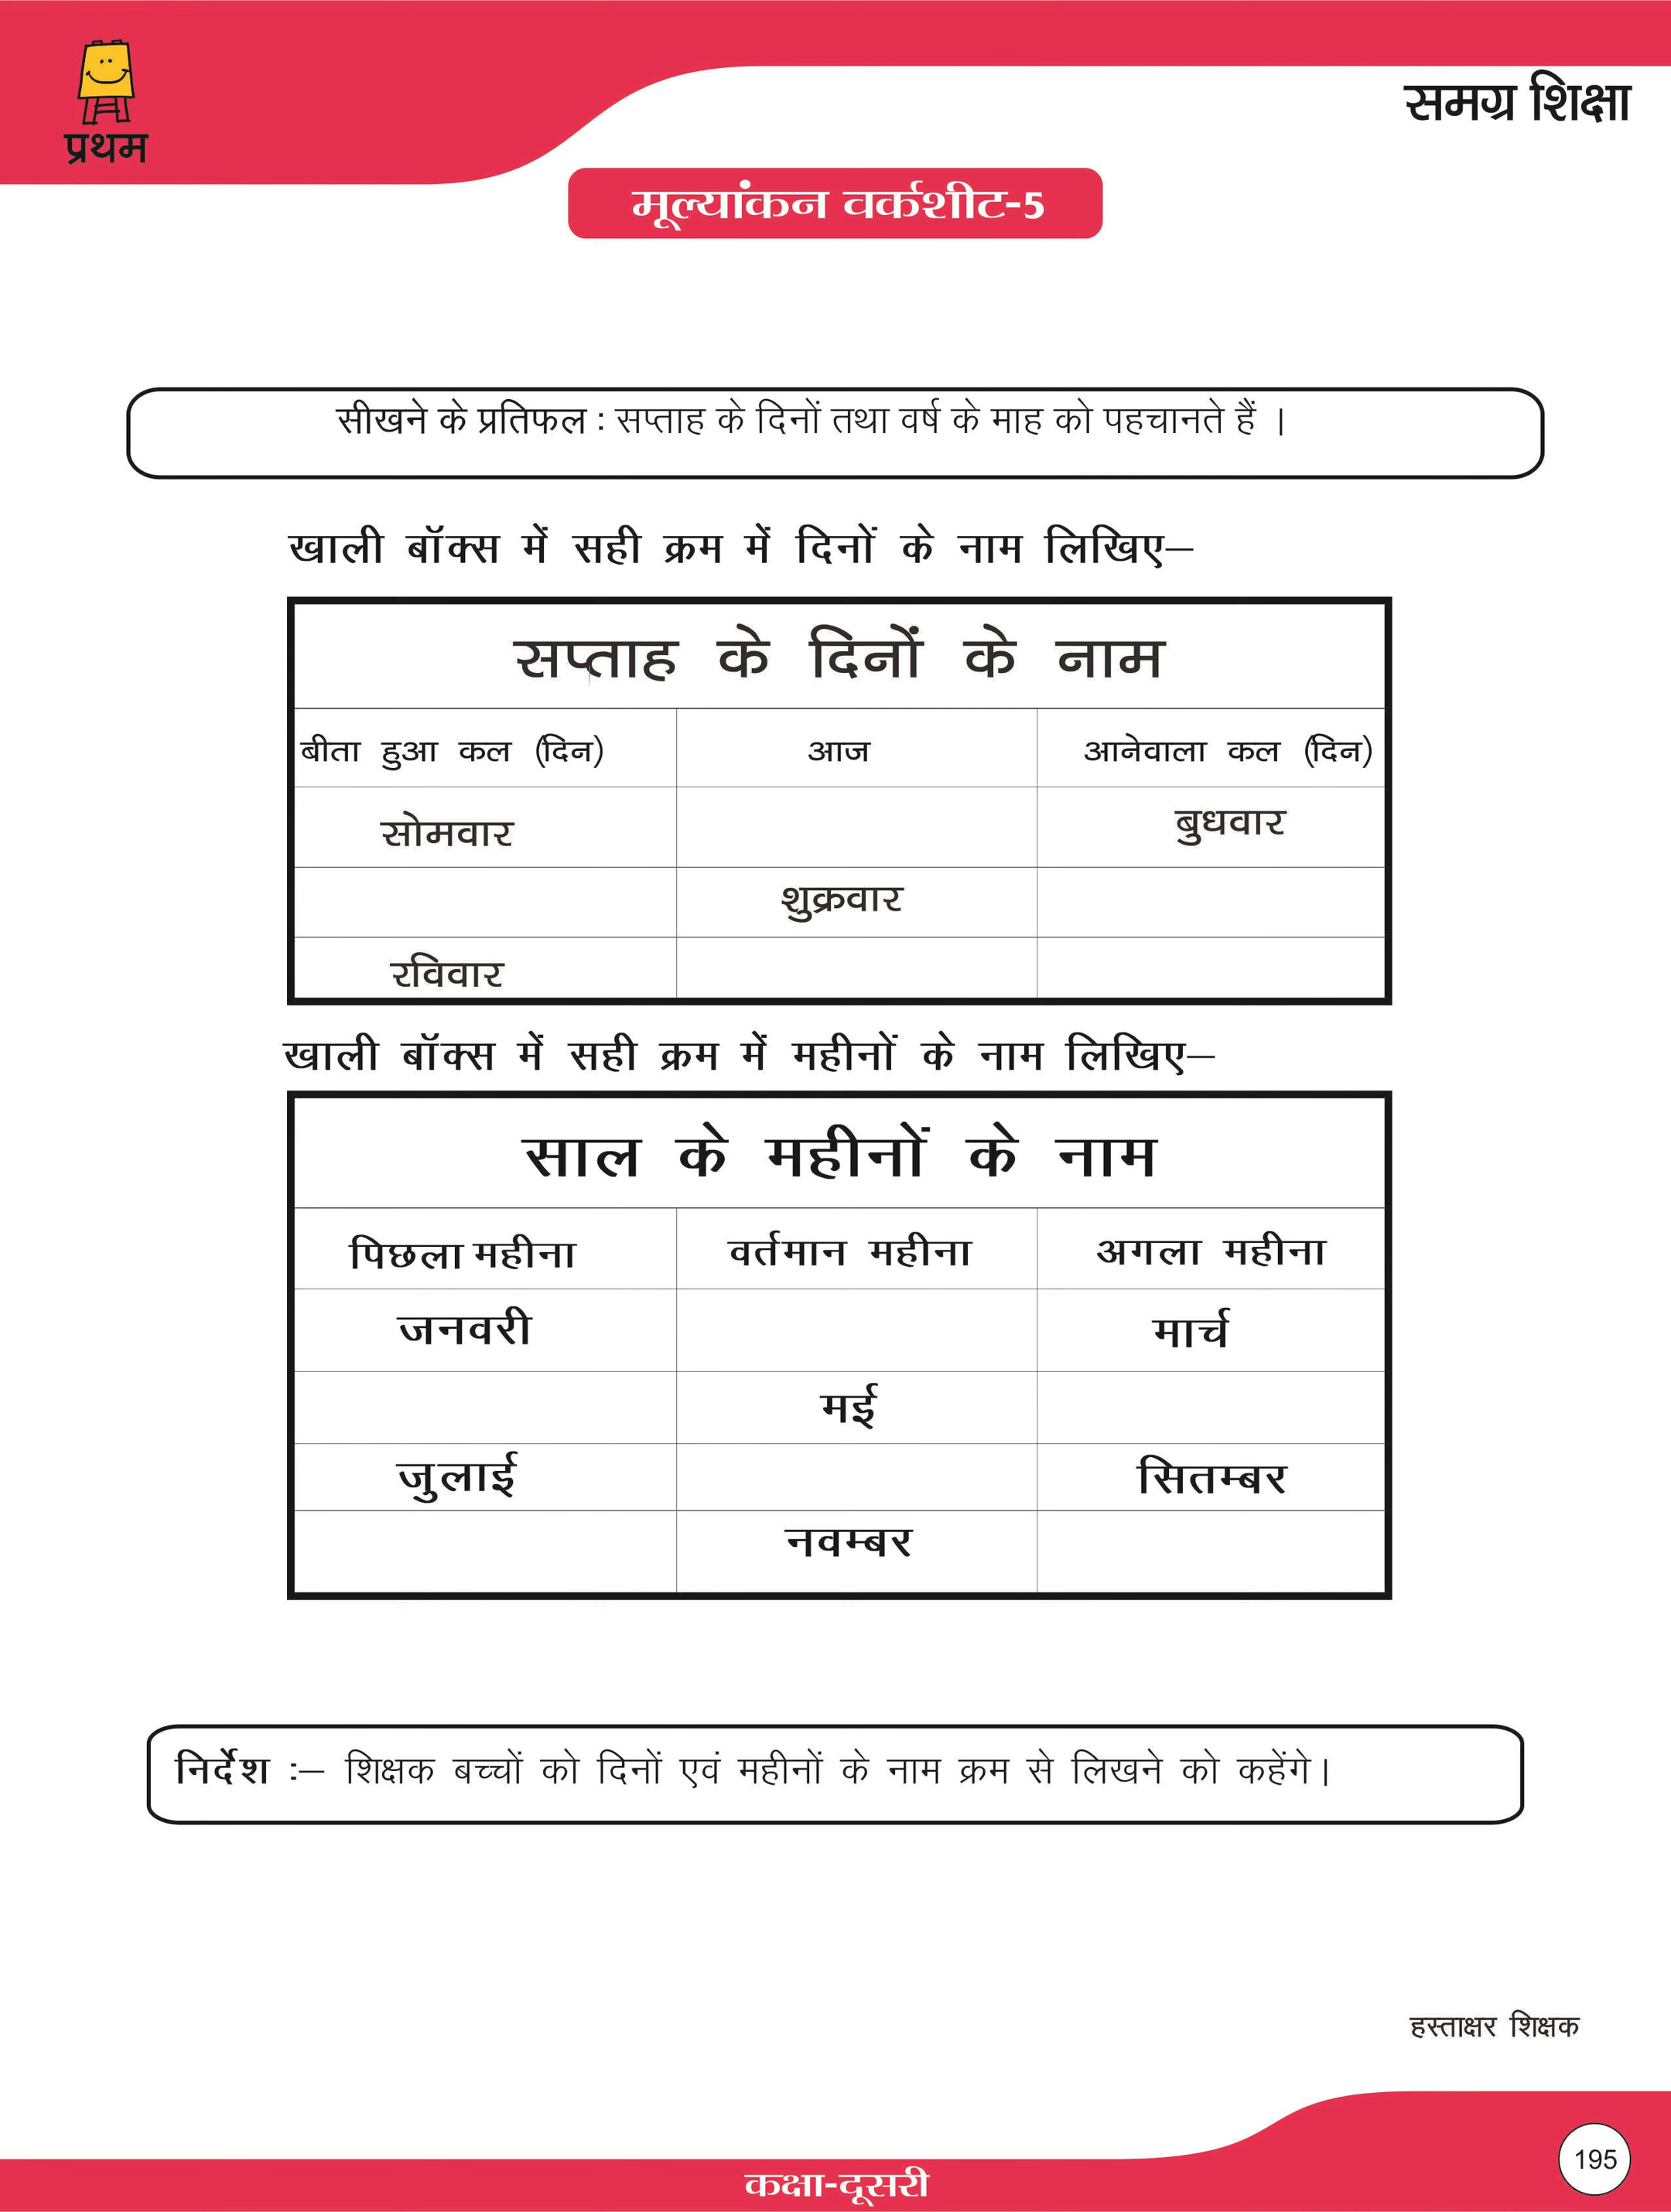 प्रथम
समग्र शिक्षा
मूल्यांकन वर्कशीट-5
सीखने के प्रतिफल : सप्ताह के दिनों तथा वर्ष के माह को पहचानते हैं ।
खाली बॉक्स में सही क्रम में दिनों के नाम लिखिए–
सप्ताह के दिनों के नाम
बीता हुआ कल (दिन) आज आनेवाला कल (दिन)
सोमवार बुधवार
शुक्रवार
रविवार
खाली बॉक्स में सही क्रम में महीनों के नाम लिखिए–
साल के महीनों के नाम
पिछला महीना वर्तमान महीना अगला महीना
जनवरी मार्च
मई
जुलाई सितम्बर
नवम्बर
निर्देश :– शिक्षक बच्चों को दिनों एवं महीनों के नाम क्रम से लिखने को कहेंगे।
हस्ताक्षर शिक्षक
195
कक्षा-दूसरी